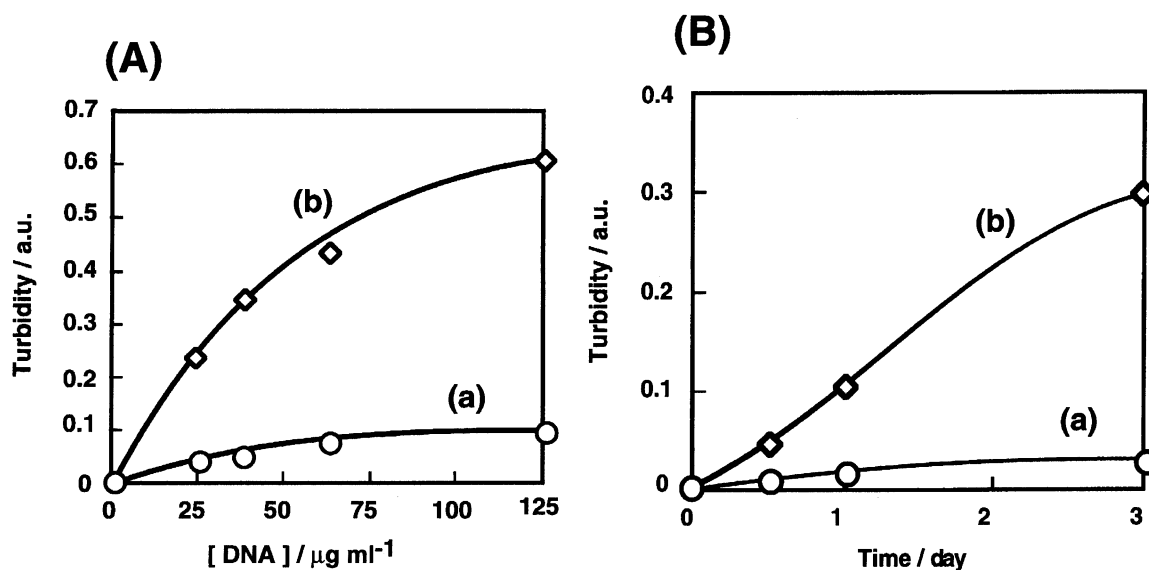 (A)
Turbidity / a.u.
0.7
0.6
0.5
0.4
0.3
0.2
0.1
0
(b)
(a)
0 25 50 75 100 125
[ DNA ] / μg ml-1
(B)
Turbidity / a.u.
0.4
0.3
0.2
0.1
0
(b)
(a)
0 1 2 3
Time / day